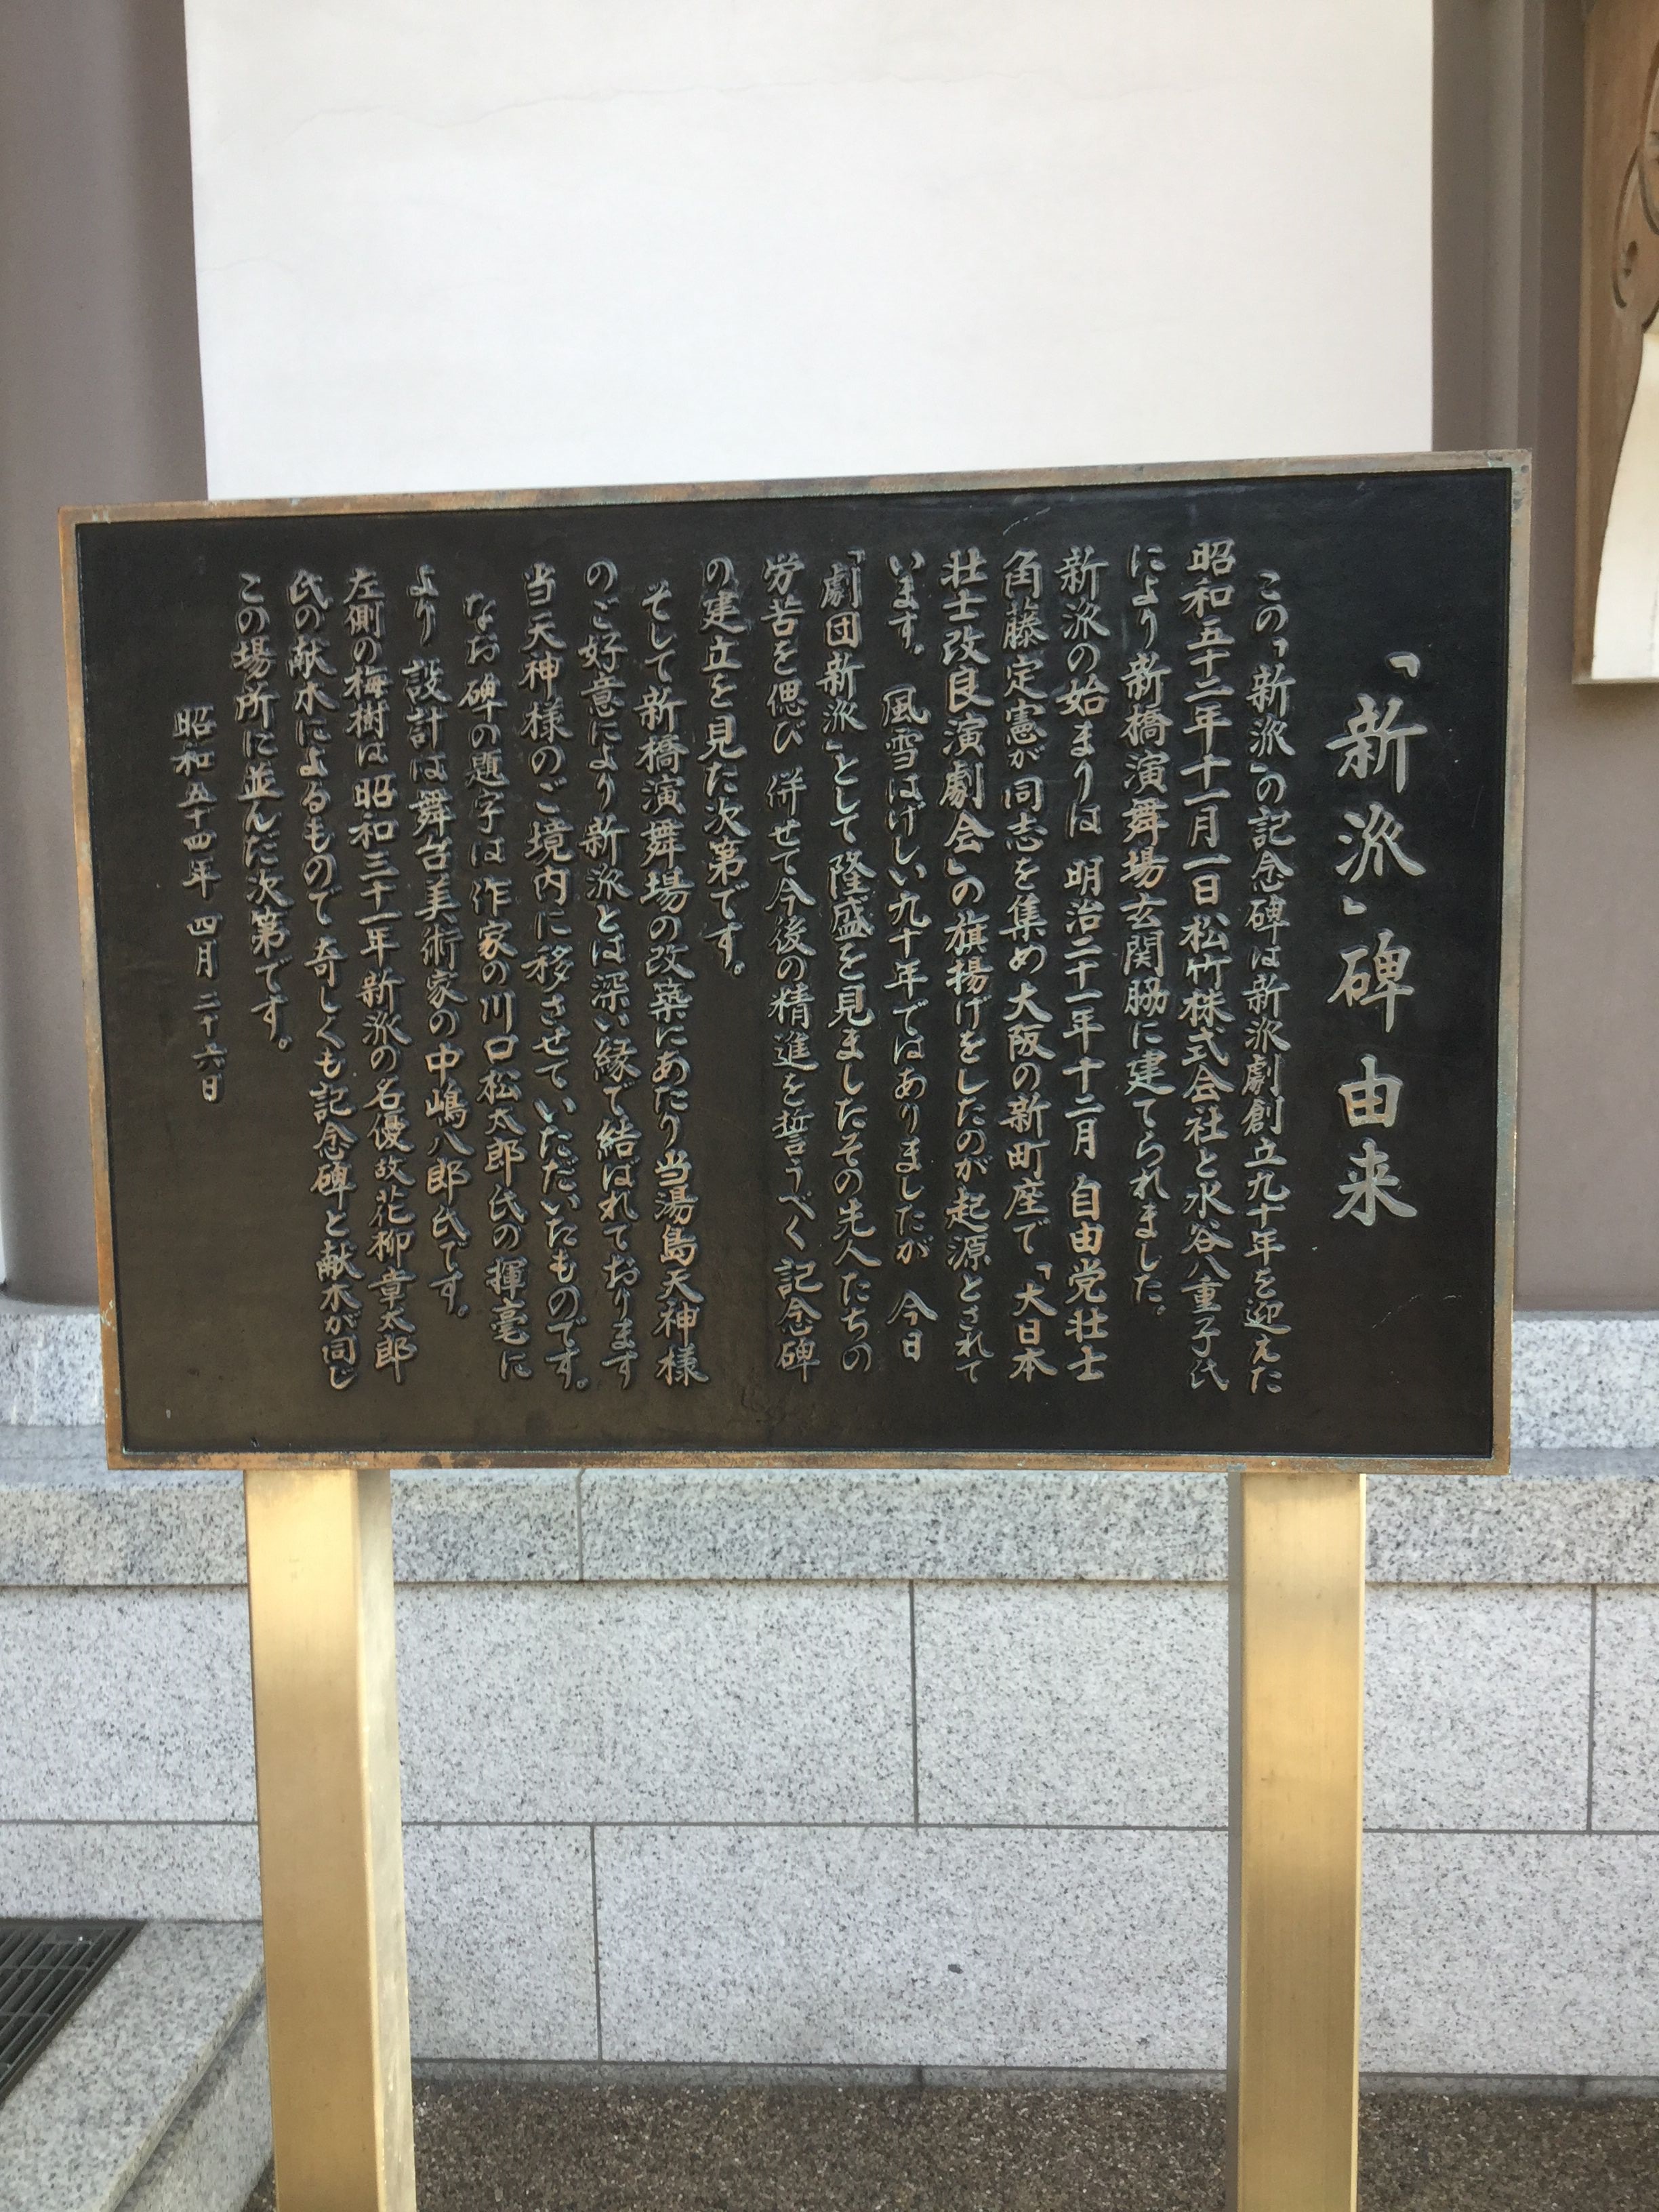 「新派」碑 由来
この「新派」の記念碑は新派劇創立九十年を迎えた
昭和五十二年十一月一日松竹株式会社と水谷八重子氏
により新橋演舞場玄関脇に建てられました。
新派の始まりは 明治二十一年十二月 自由党壮士
角藤定憲が同志を集め大阪の新町座で「大日本
壮士改良演劇会」の旗揚げをしたのが起源とされて
います。 風雪はげしい九十年ではありましたが 今日
「劇団新派」として隆盛を見ましたその先人たちの
労苦を偲び 併せて今後の精進を誓うべく 記念碑
の建立を見た次第です。
そして新橋演舞場の改築にあたり当湯島天神様
のご好意により新派とは深い縁で結ばれております
当天神様のご境内に移させていただいたものです。
なお碑の題字は 作家の川口松太郎氏の揮毫に
より 設計は舞台美術家の中嶋八郎氏です。
左側の梅樹は昭和三十一年新派の名優故花柳章太郎
氏の献木によるもので奇しくも記念碑と献木が同じ
この場所に並んだ次第です。
昭和五十四年 四月 二十六日